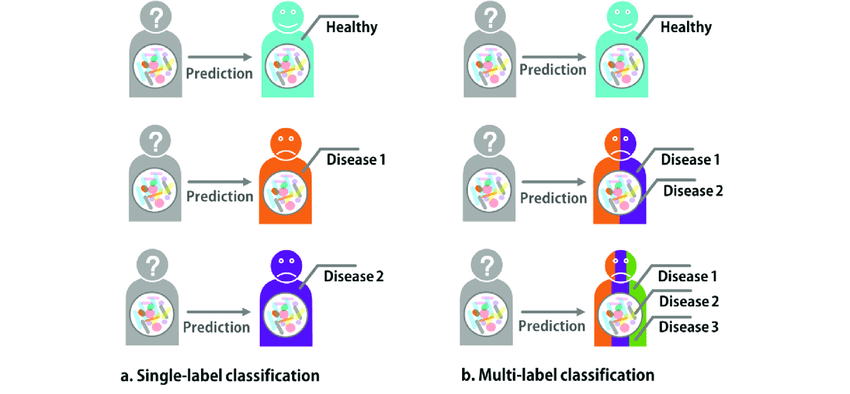 ?
Healthy
Prediction
?
Disease 1
Prediction
?
Disease 2
Prediction
a. Single-label classification
?
Healthy
Prediction
?
Disease 1
Disease 2
Prediction
?
Disease 1
Disease 2
Disease 3
Prediction
b. Multi-label classification